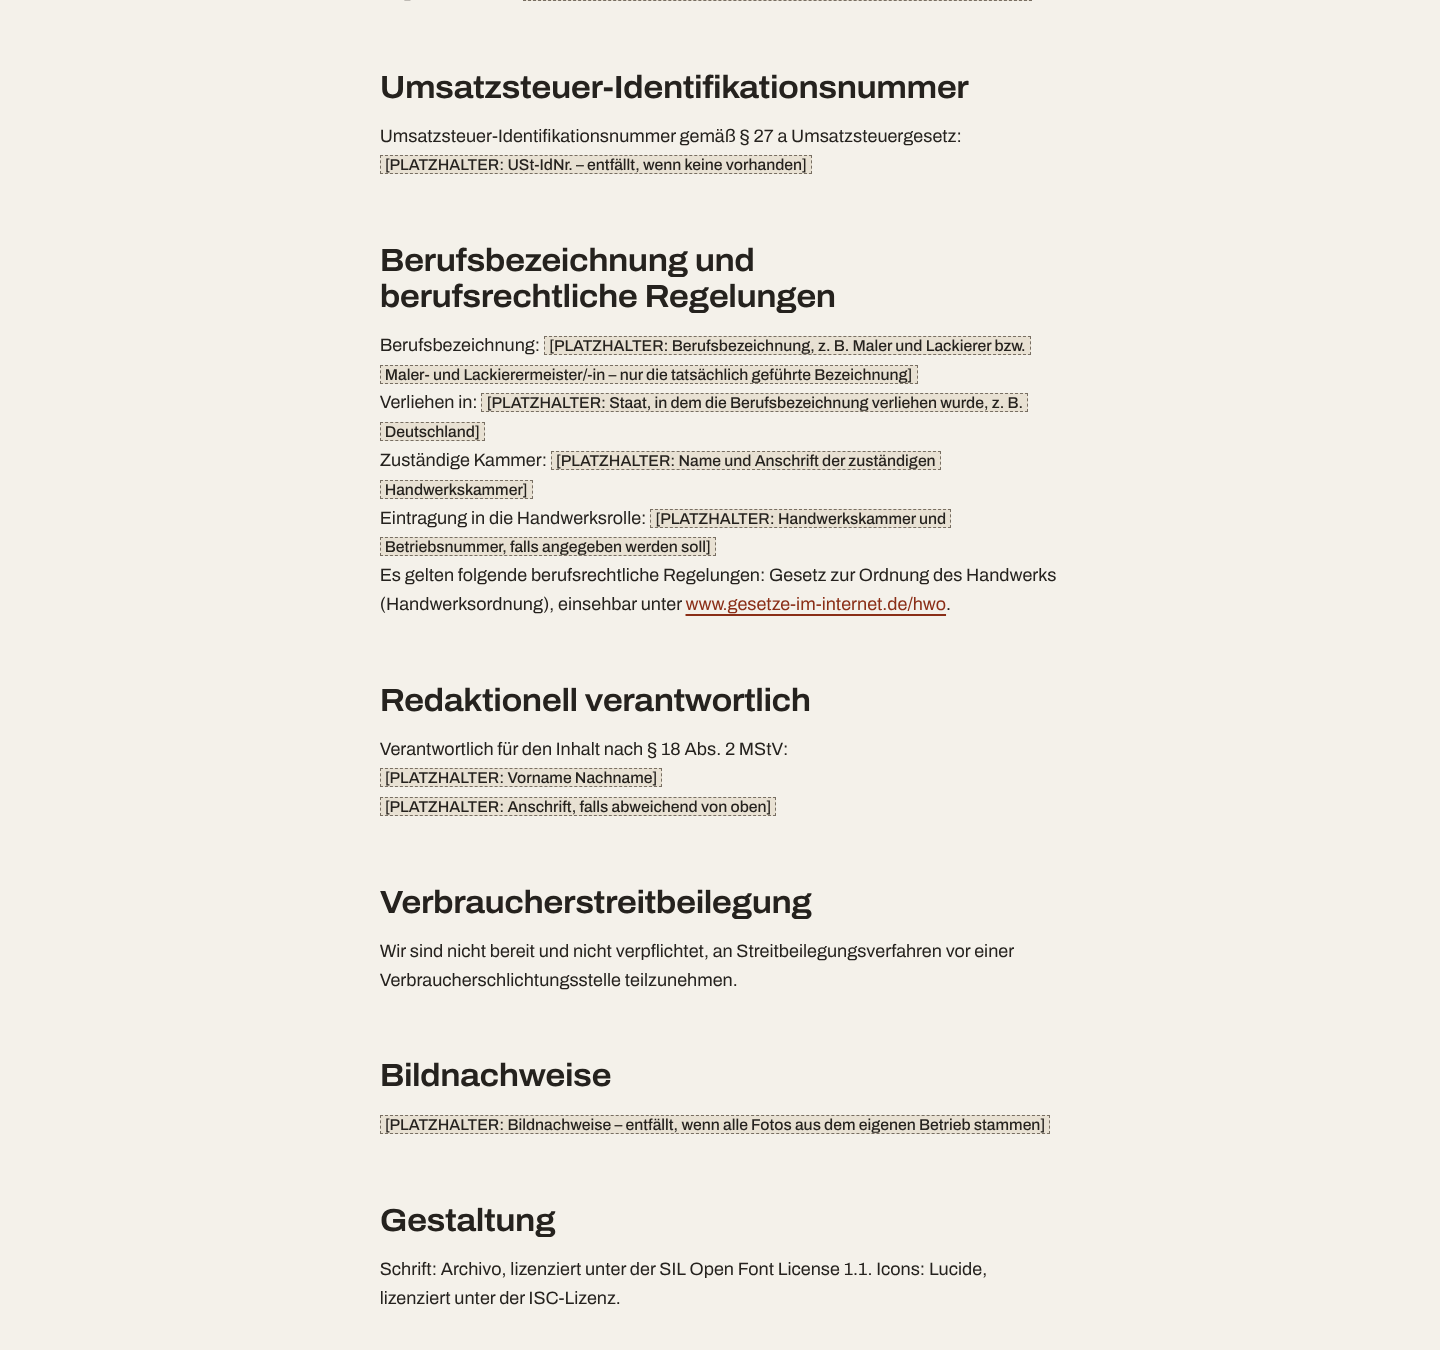 Umsatzsteuer-Identifikationsnummer
Umsatzsteuer-Identifikationsnummer gemäß § 27 a Umsatzsteuergesetz:
[PLATZHALTER: USt-IdNr. – entfällt, wenn keine vorhanden]
Berufsbezeichnung und
berufsrechtliche Regelungen
Berufsbezeichnung: [PLATZHALTER: Berufsbezeichnung, z. B. Maler und Lackierer bzw.
Maler- und Lackierermeister/-in – nur die tatsächlich geführte Bezeichnung]
Verliehen in: [PLATZHALTER: Staat, in dem die Berufsbezeichnung verliehen wurde, z. B.
Deutschland]
Zuständige Kammer: [PLATZHALTER: Name und Anschrift der zuständigen
Handwerkskammer]
Eintragung in die Handwerksrolle: [PLATZHALTER: Handwerkskammer und
Betriebsnummer, falls angegeben werden soll]
Es gelten folgende berufsrechtliche Regelungen: Gesetz zur Ordnung des Handwerks
(Handwerksordnung), einsehbar unter www.gesetze-im-internet.de/hwo.
Redaktionell verantwortlich
Verantwortlich für den Inhalt nach § 18 Abs. 2 MStV:
[PLATZHALTER: Vorname Nachname]
[PLATZHALTER: Anschrift, falls abweichend von oben]
Verbraucherstreitbeilegung
Wir sind nicht bereit und nicht verpflichtet, an Streitbeilegungsverfahren vor einer
Verbraucherschlichtungsstelle teilzunehmen.
Bildnachweise
[PLATZHALTER: Bildnachweise – entfällt, wenn alle Fotos aus dem eigenen Betrieb stammen]
Gestaltung
Schrift: Archivo, lizenziert unter der SIL Open Font License 1.1. Icons: Lucide,
lizenziert unter der ISC-Lizenz.